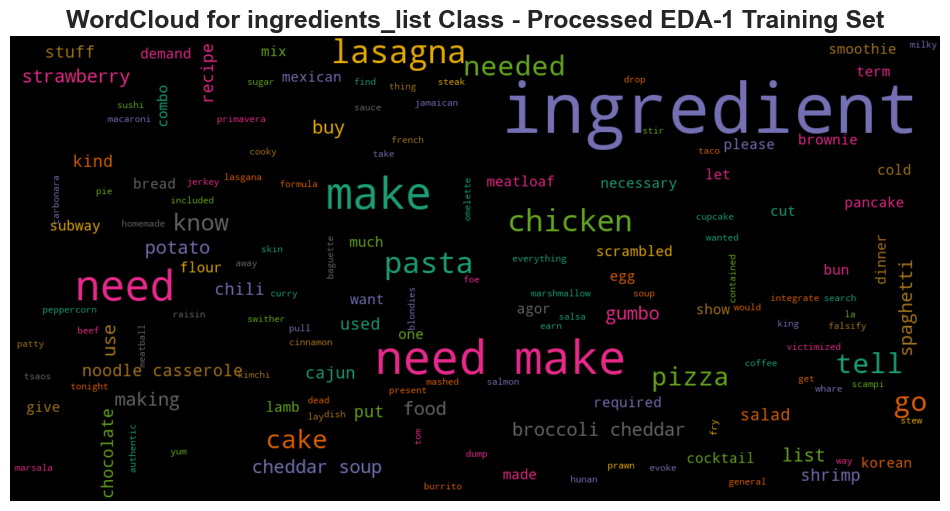 WordCloud for ingredients_list Class - Processed EDA-1 Training Set
stuff demand recipe mix lasagna needed smoothie milky
strawberry combo sugar mexican find thing steak drop term
sushi macaroni primavera sauce jamaican ingredient
buy french stir please brownie
kind cooky take taco cold
carbonara pie bread jerkey lasgana formula make omelette meatloaf necessary let
included homemade know chicken cupcake cut pancake
subway potato skin baguette much everything scrambled wanted dinner
flour away pasta foe egg contained bun spaghetti
need chili curry want blondies marshmallow soup integrate search
peppercorn raisin swither used agor salsa gumbo show would la
beef meatball use pull one earn king falsify
patty cinnamon need make victimized tell
tsaos noodle casserole kimchi cajun present mashed salmon pizza coffee get whare scampi
tonight making dead required go
give chocolate lamb lay dish put food salad stew
authentic cake tom broccoli cheddar fry
yum cheddar soup dump cocktail list way korean
marsala burrito made prawn hunan evoke general shrimp